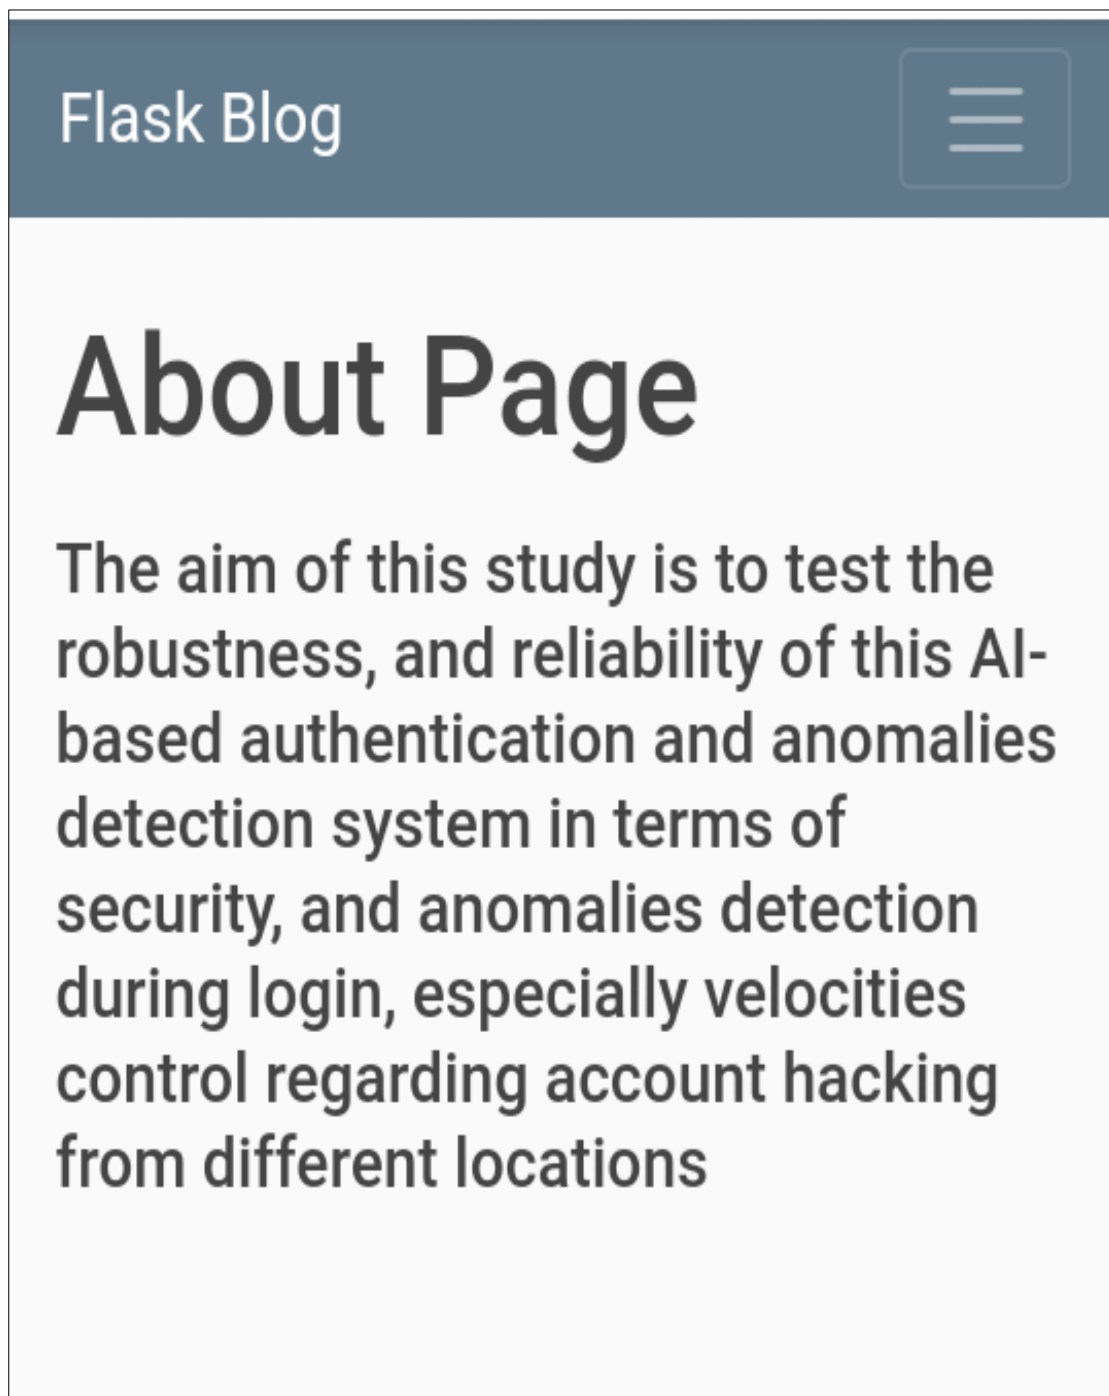 Flask Blog
About Page
The aim of this study is to test the
robustness, and reliability of this AI-
based authentication and anomalies
detection system in terms of
security, and anomalies detection
during login, especially velocities
control regarding account hacking
from different locations